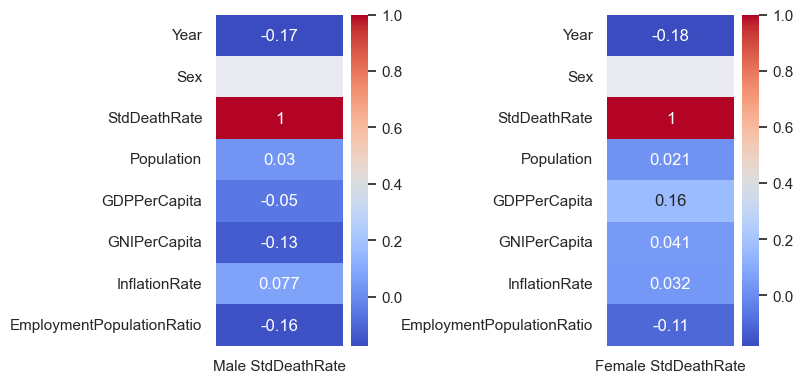 Year
-0.17
Sex
StdDeathRate
1
Population
0.03
GDPPerCapita
-0.05
GNIPerCapita
-0.13
InflationRate
0.077
EmploymentPopulationRatio
-0.16
Male StdDeathRate
1.0
0.8
0.6
0.4
0.2
0.0
Year
-0.18
Sex
StdDeathRate
1
Population
0.021
GDPPerCapita
0.16
GNIPerCapita
0.041
InflationRate
0.032
EmploymentPopulationRatio
-0.11
Female StdDeathRate
1.0
0.8
0.6
0.4
0.2
0.0